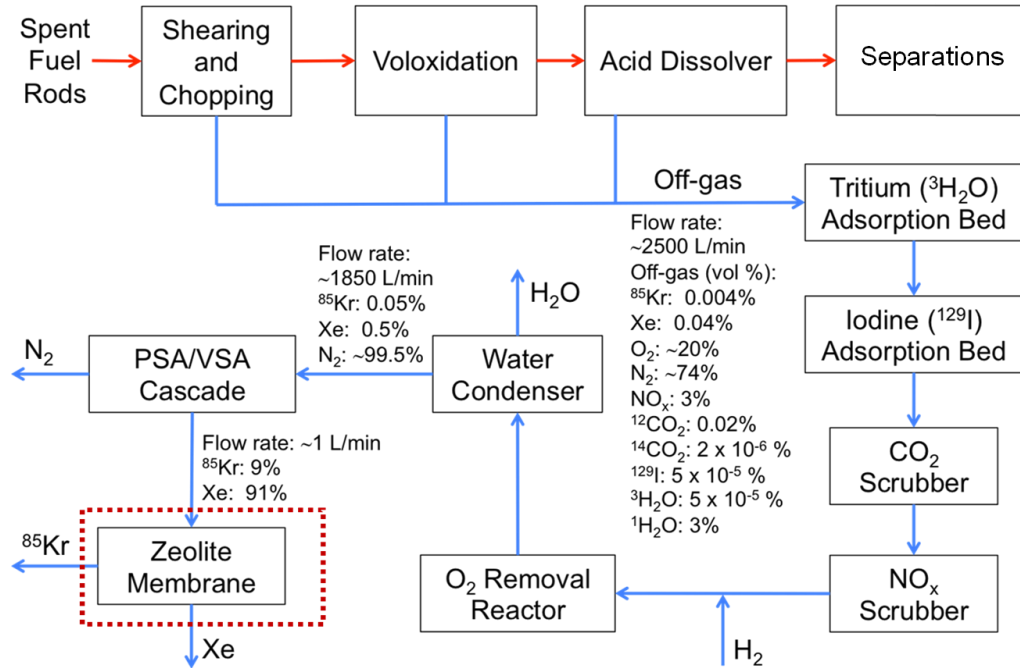 Spent
Fuel
Rods
Shearing
and
Chopping
Voloxidation
Acid Dissolver
Separations
Off-gas
Tritium (³H₂O)
Adsorption Bed
Flow rate:
~2500 L/min
Off-gas (vol %):
⁸⁵Kr: 0.004%
Xe: 0.04%
O₂: ~20%
N₂: ~74%
NOₓ: 3%
¹²CO₂: 0.02%
¹⁴CO₂: 2 x 10⁻⁶ %
¹²⁹I: 5 x 10⁻⁵ %
³H₂O: 5 x 10⁻⁵ %
¹H₂O: 3%
Iodine (¹²⁹I)
Adsorption Bed
CO₂
Scrubber
NOₓ
Scrubber
H₂
O₂ Removal
Reactor
Water
Condenser
H₂O
Flow rate:
~1850 L/min
⁸⁵Kr: 0.05%
Xe: 0.5%
N₂: ~99.5%
PSA/VSA
Cascade
N₂
Flow rate: ~1 L/min
⁸⁵Kr: 9%
Xe: 91%
Zeolite
Membrane
⁸⁵Kr
Xe